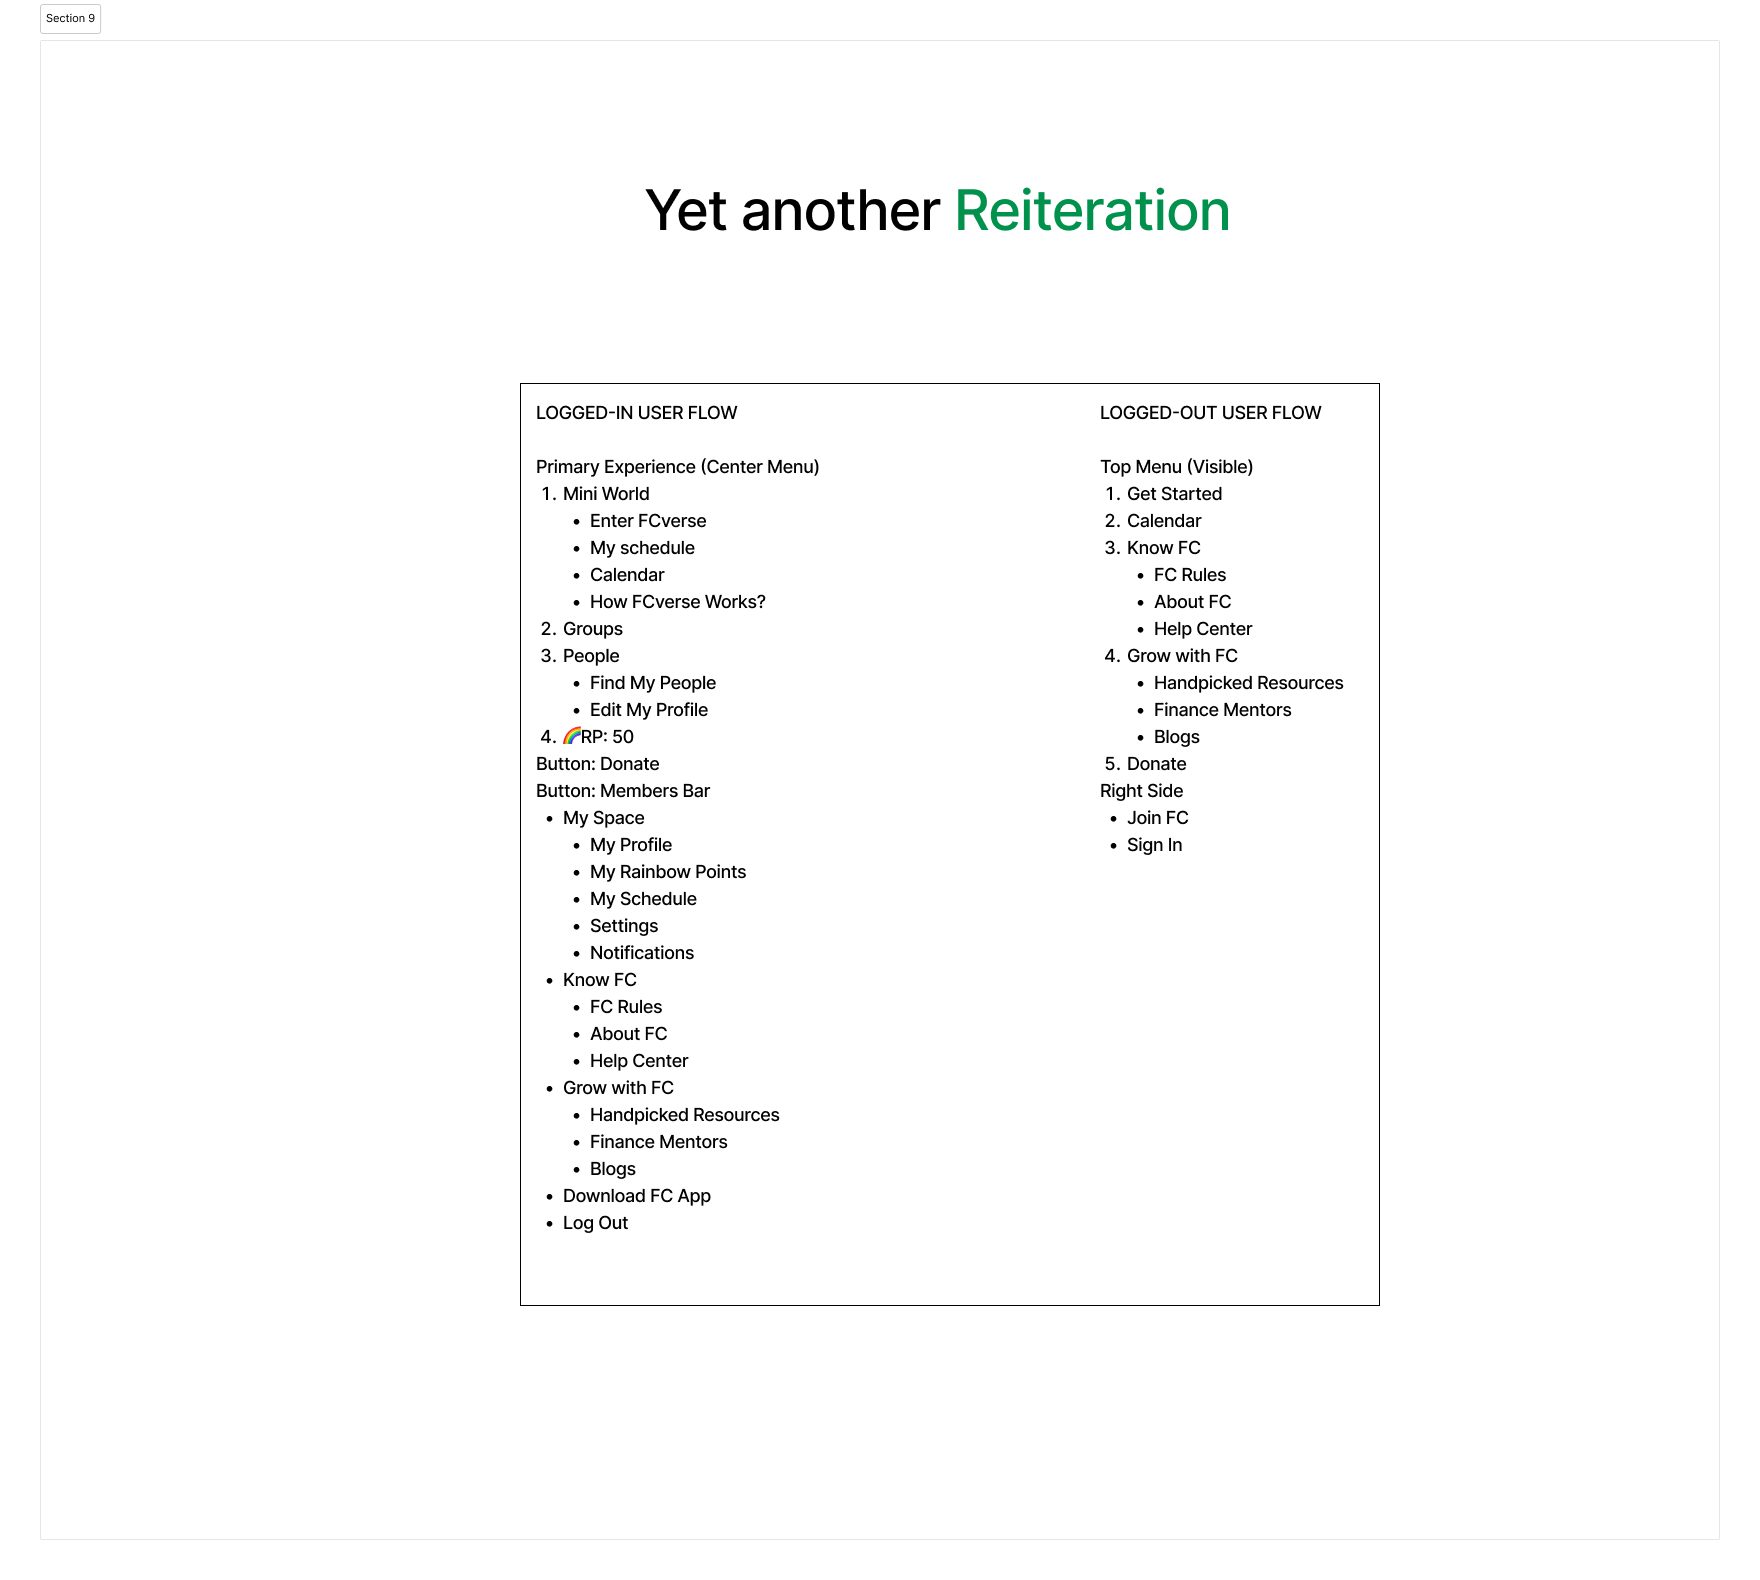 Section 9
Yet another Reiteration
LOGGED-IN USER FLOW
Primary Experience (Center Menu)
1. Mini World
• Enter FCverse
• My schedule
• Calendar
• How FCverse Works?
2. Groups
3. People
• Find My People
• Edit My Profile
4. 🌈RP: 50
Button: Donate
Button: Members Bar
• My Space
• My Profile
• My Rainbow Points
• My Schedule
• Settings
• Notifications
• Know FC
• FC Rules
• About FC
• Help Center
• Grow with FC
• Handpicked Resources
• Finance Mentors
• Blogs
• Download FC App
• Log Out
LOGGED-OUT USER FLOW
Top Menu (Visible)
1. Get Started
2. Calendar
3. Know FC
• FC Rules
• About FC
• Help Center
4. Grow with FC
• Handpicked Resources
• Finance Mentors
• Blogs
5. Donate
Right Side
• Join FC
• Sign In